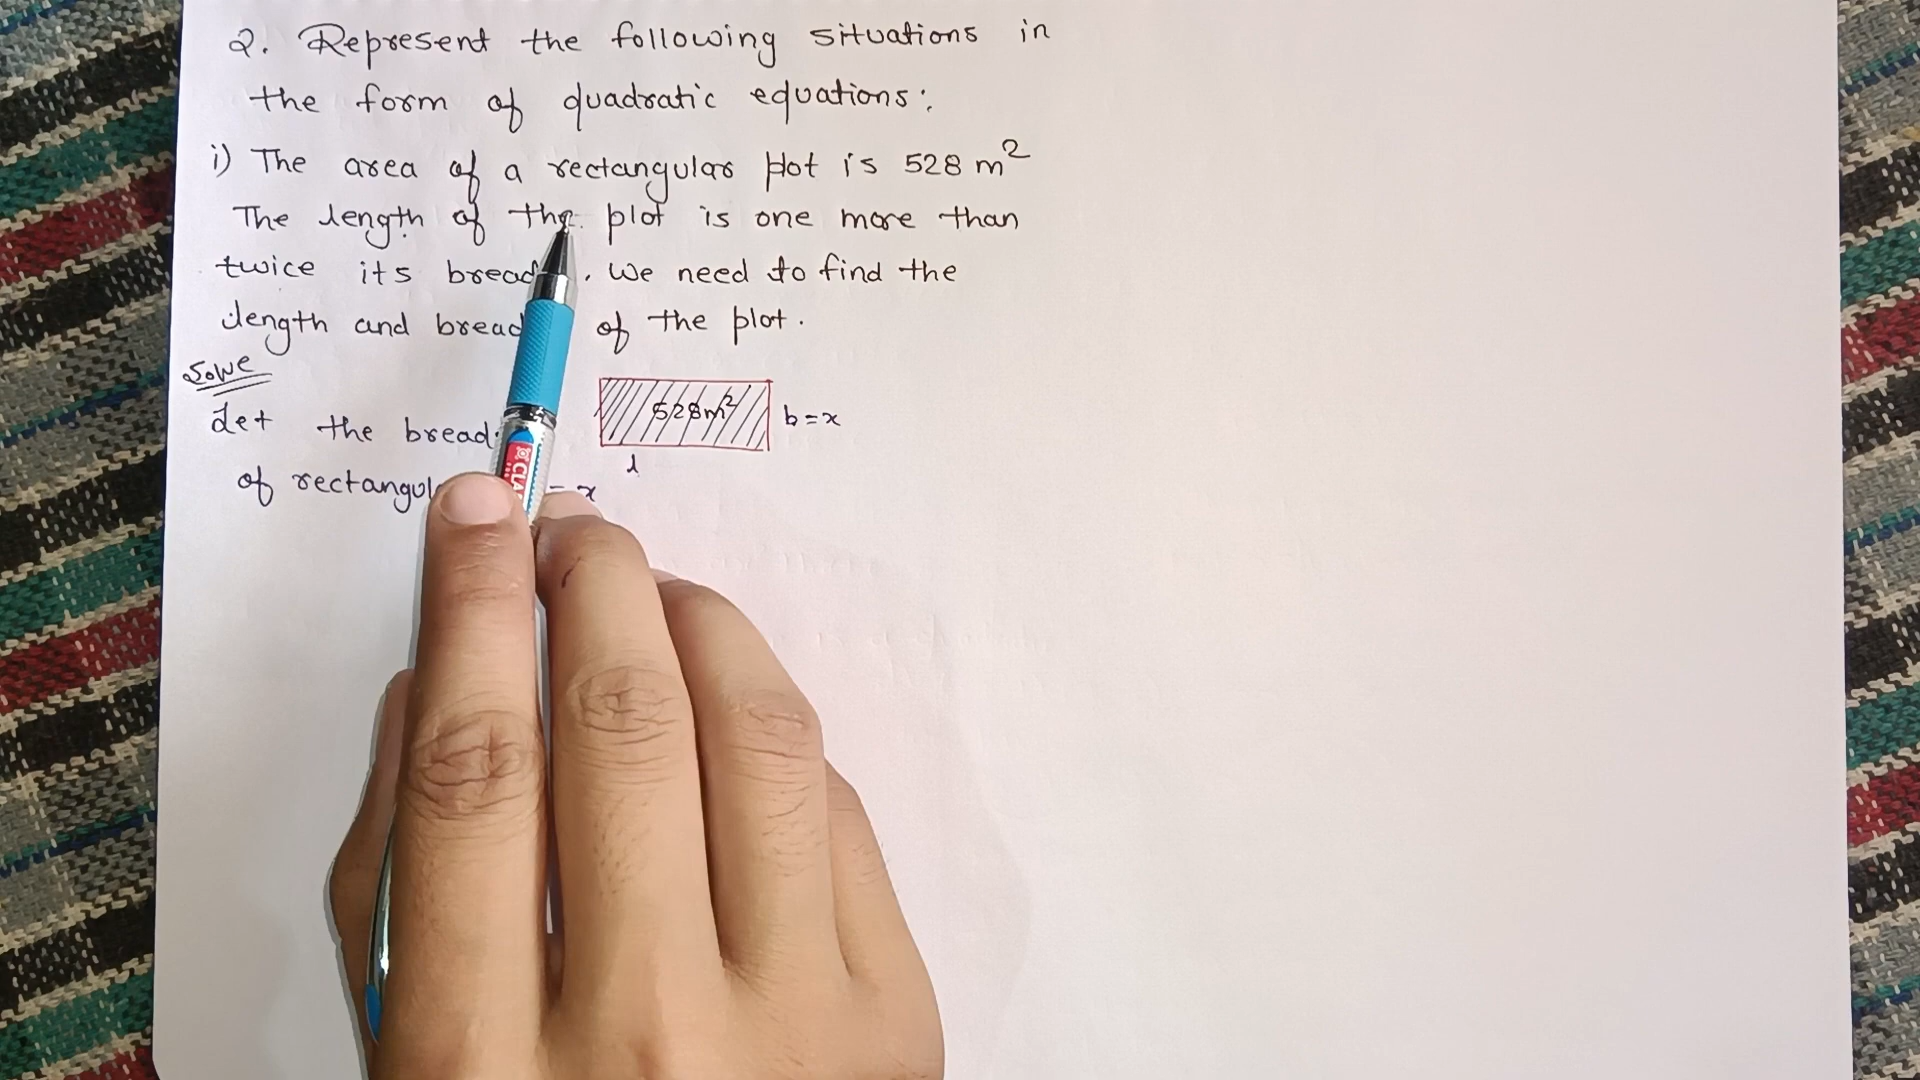 2. Represent the following situations in
the form of quadratic equations:
i) The area of a rectangular plot is 528 m²
The length of the plot is one more than
twice its bread . We need to find the
length and bread of the plot.
Solve
Let the bread
528m²
b = x
l
of rectangul = x
CLA